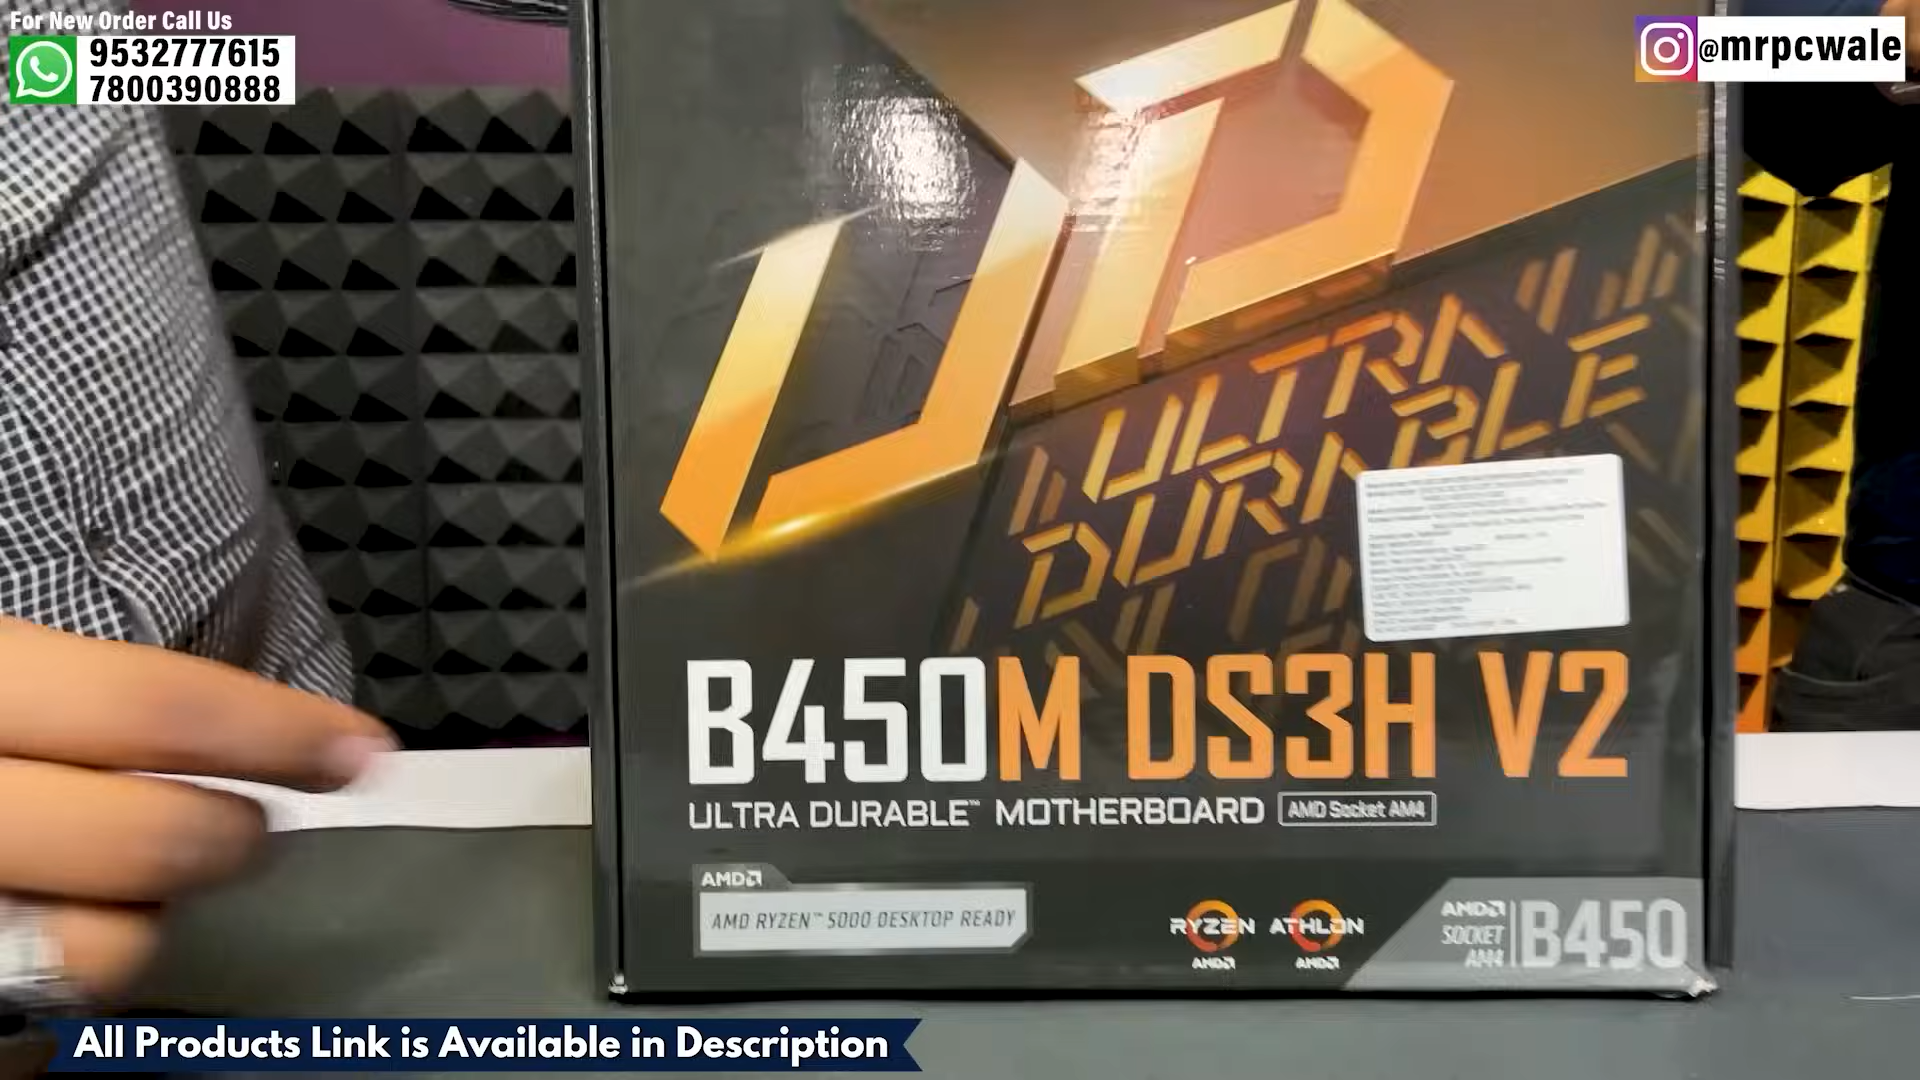 For New Order Call Us
9532777615
7800390888
@mrpcwale
UD
ULTRA
DURABLE
B450M DS3H V2
ULTRA DURABLE™ MOTHERBOARD AMD Socket AM4
AMD
AMD RYZEN™ 5000 DESKTOP READY
RYZEN
AMD
ATHLON
AMD
AMD
SOCKET
AM4
B450
All Products Link is Available in Description